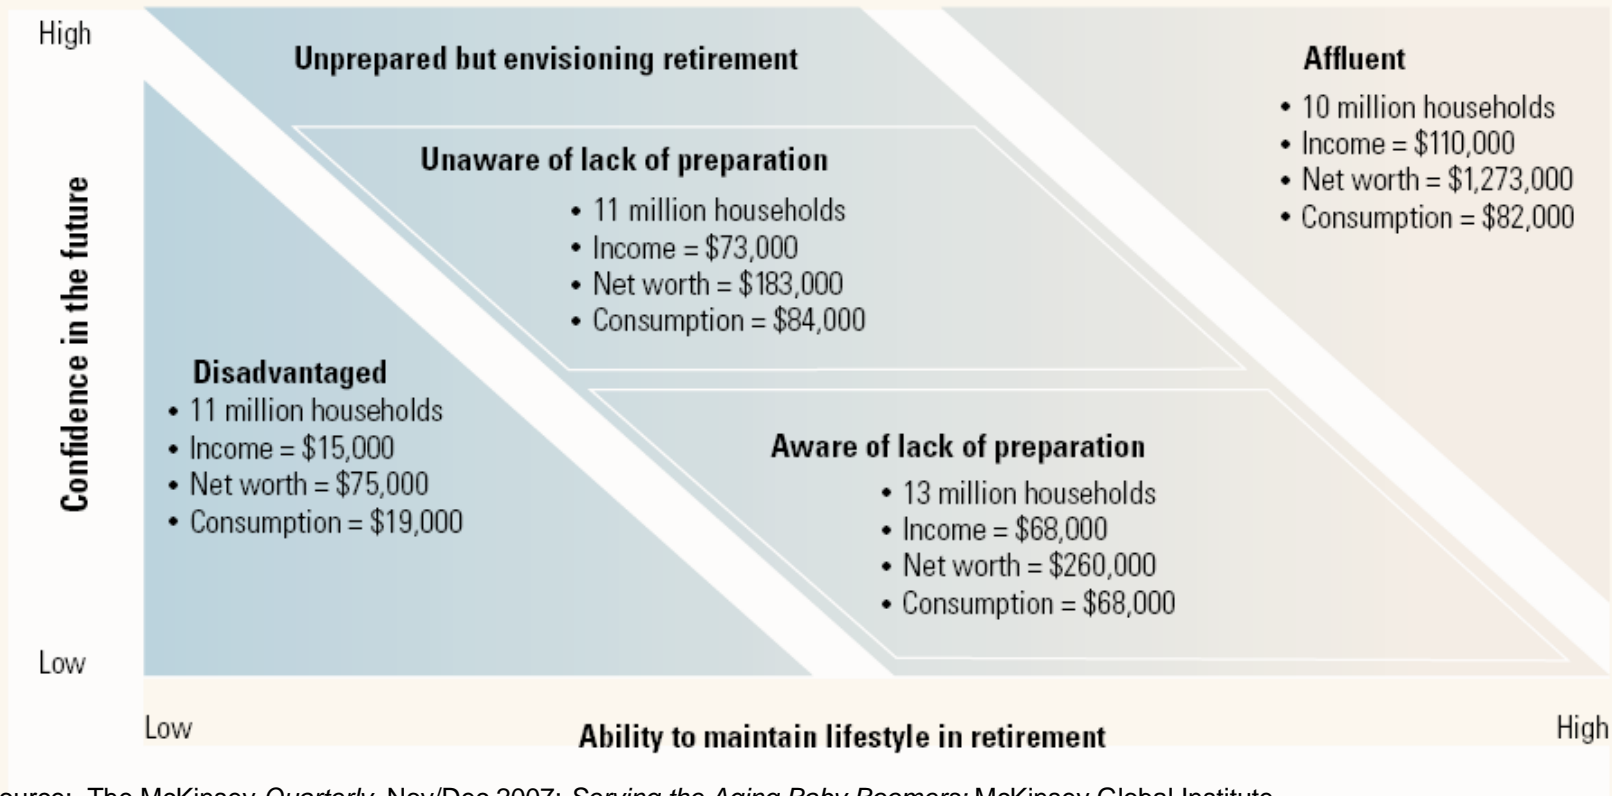 High
Unprepared but envisioning retirement
Affluent
• 10 million households
• Income = $110,000
• Net worth = $1,273,000
• Consumption = $82,000
Unaware of lack of preparation
• 11 million households
• Income = $73,000
• Net worth = $183,000
• Consumption = $84,000
Confidence in the future
Disadvantaged
• 11 million households
• Income = $15,000
• Net worth = $75,000
• Consumption = $19,000
Aware of lack of preparation
• 13 million households
• Income = $68,000
• Net worth = $260,000
• Consumption = $68,000
Low
Low
Ability to maintain lifestyle in retirement
High
The McKinsey Quarterly, Nov/Dec 2007; Serving the Aging Baby Boomers; McKinsey Global Institute